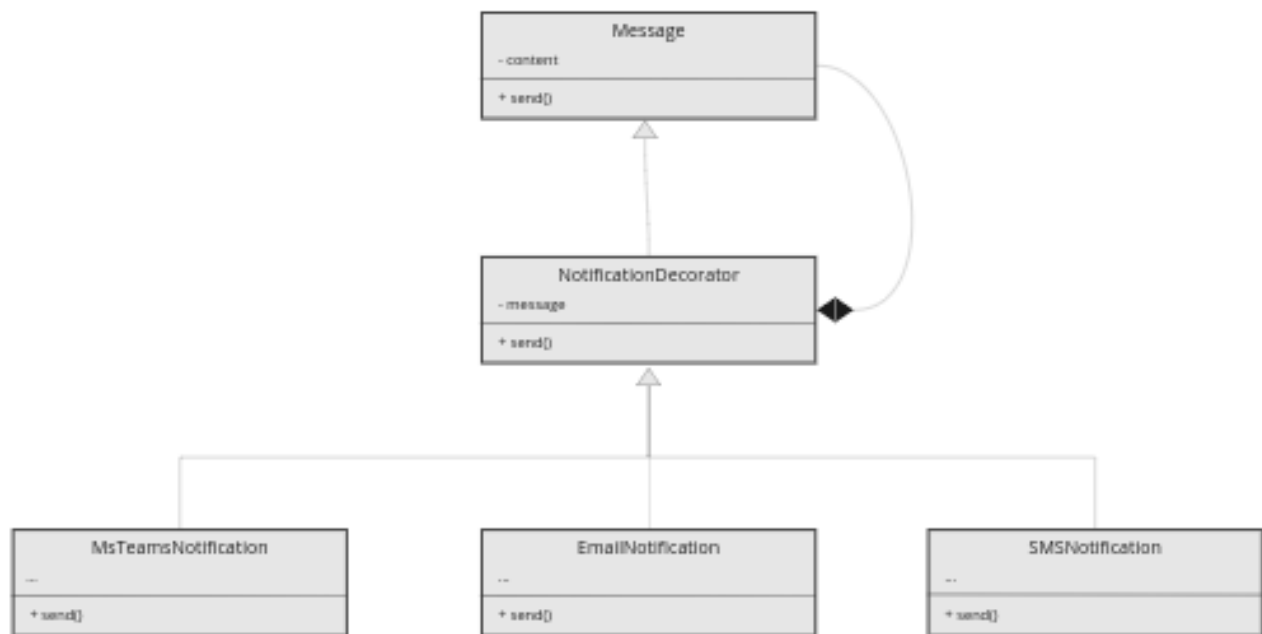 Message
- content
+ send()
NotificationDecorator
- message
+ send()
MsTeamsNotification
...
+ send()
EmailNotification
...
+ send()
SMSNotification
...
+ send()